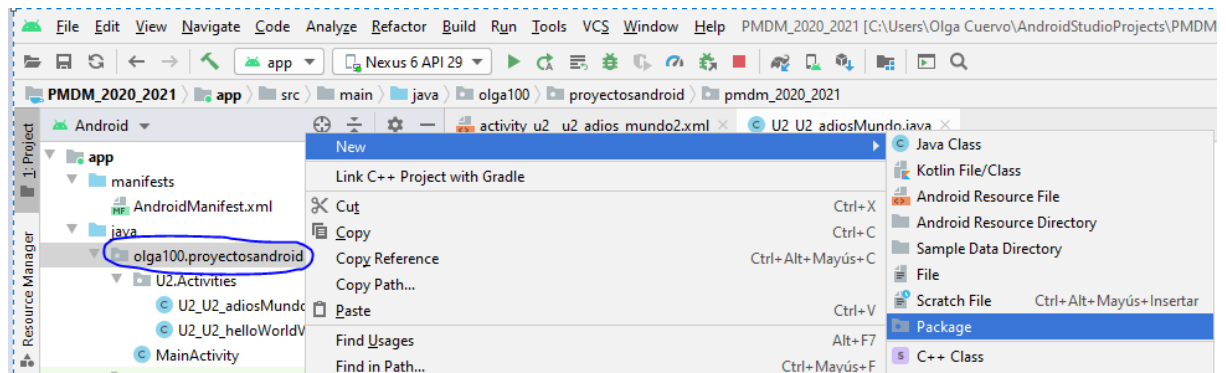 File Edit View Navigate Code Analyze Refactor Build Run Tools VCS Window Help PMDM_2020_2021 [C:\Users\Olga Cuervo\AndroidStudioProjects\PMDM
app Nexus 6 API 29
PMDM_2020_2021 app src main java olga100 proyectosandroid pmdm_2020_2021
1: Project
Resource Manager
Android
activity_u2_u2_adios_mundo2.xml U2_U2_adiosMundo.java
app
manifests
AndroidManifest.xml
java
olga100.proyectosandroid
U2.Activities
U2_U2_adiosMundo
U2_U2_helloWorldV
MainActivity
New
Link C++ Project with Gradle
Cut Ctrl+X
Copy Ctrl+C
Copy Reference Ctrl+Alt+Mayús+C
Copy Path...
Paste Ctrl+V
Find Usages Alt+F7
Find in Path... Ctrl+Mayús+F
Java Class
Kotlin File/Class
Android Resource File
Android Resource Directory
Sample Data Directory
File
Scratch File Ctrl+Alt+Mayús+Insertar
Package
C++ Class